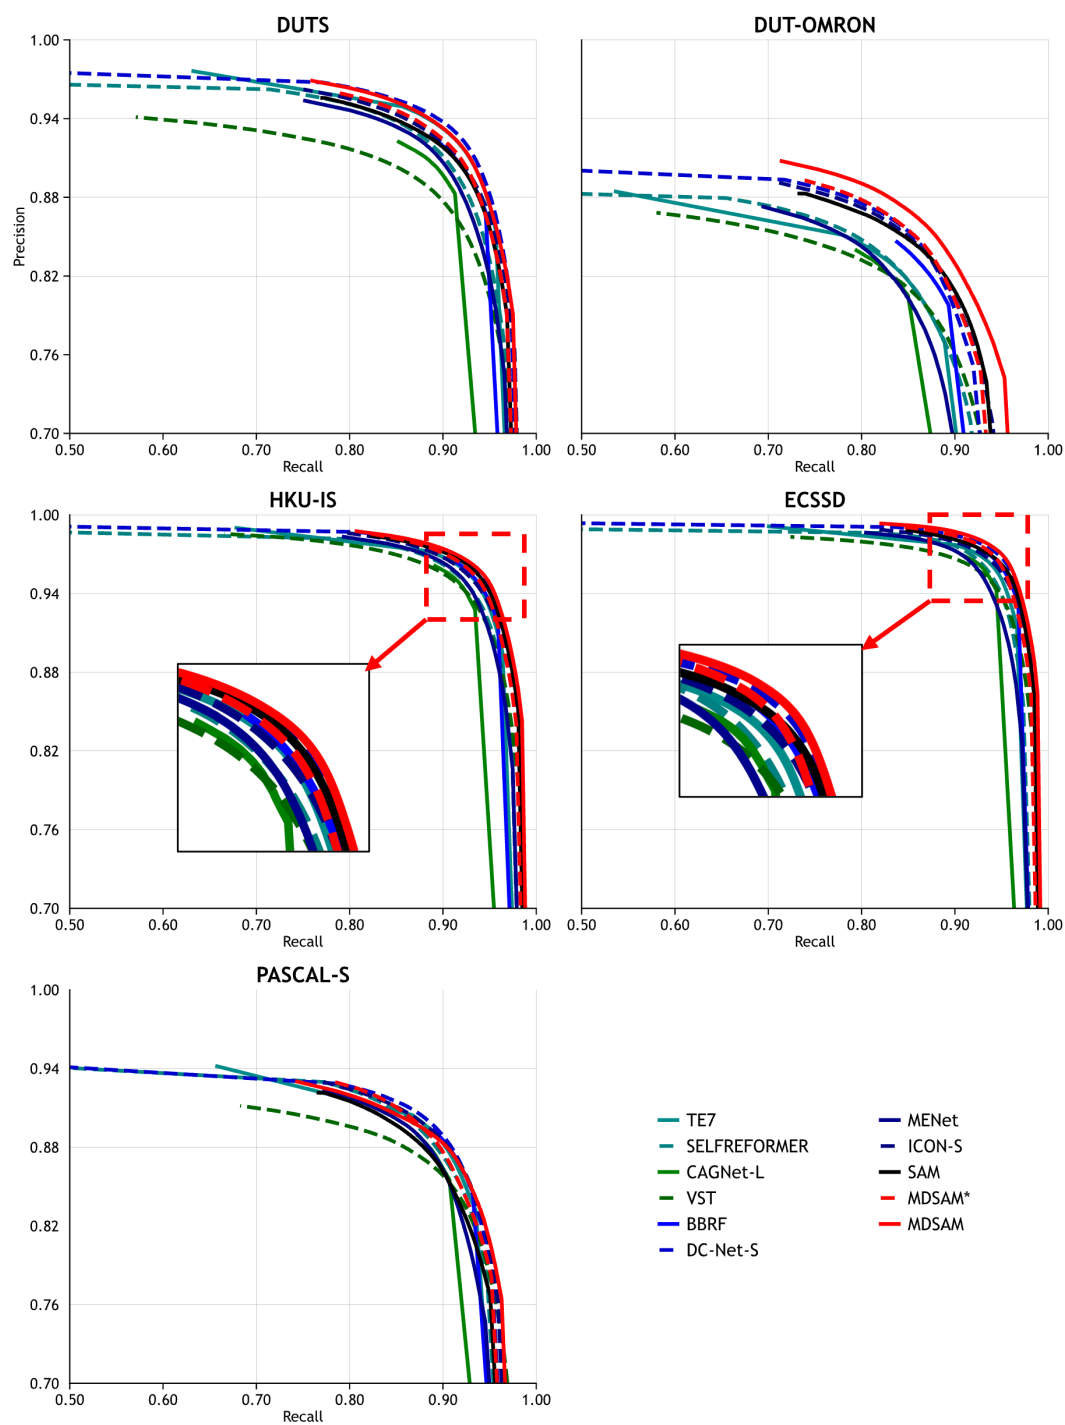 DUTS
DUT-OMRON
1.00
0.94
0.88
0.82
0.76
0.70
Precision
0.50 0.60 0.70 0.80 0.90 1.00
Recall
0.50 0.60 0.70 0.80 0.90 1.00
Recall
HKU-IS
ECSSD
1.00
0.94
0.88
0.82
0.76
0.70
0.50 0.60 0.70 0.80 0.90 1.00
Recall
0.50 0.60 0.70 0.80 0.90 1.00
Recall
PASCAL-S
1.00
0.94
0.88
0.82
0.76
0.70
0.50 0.60 0.70 0.80 0.90 1.00
Recall
TE7
SELFREFORMER
CAGNet-L
VST
BBRF
DC-Net-S
MENet
ICON-S
SAM
MDSAM*
MDSAM